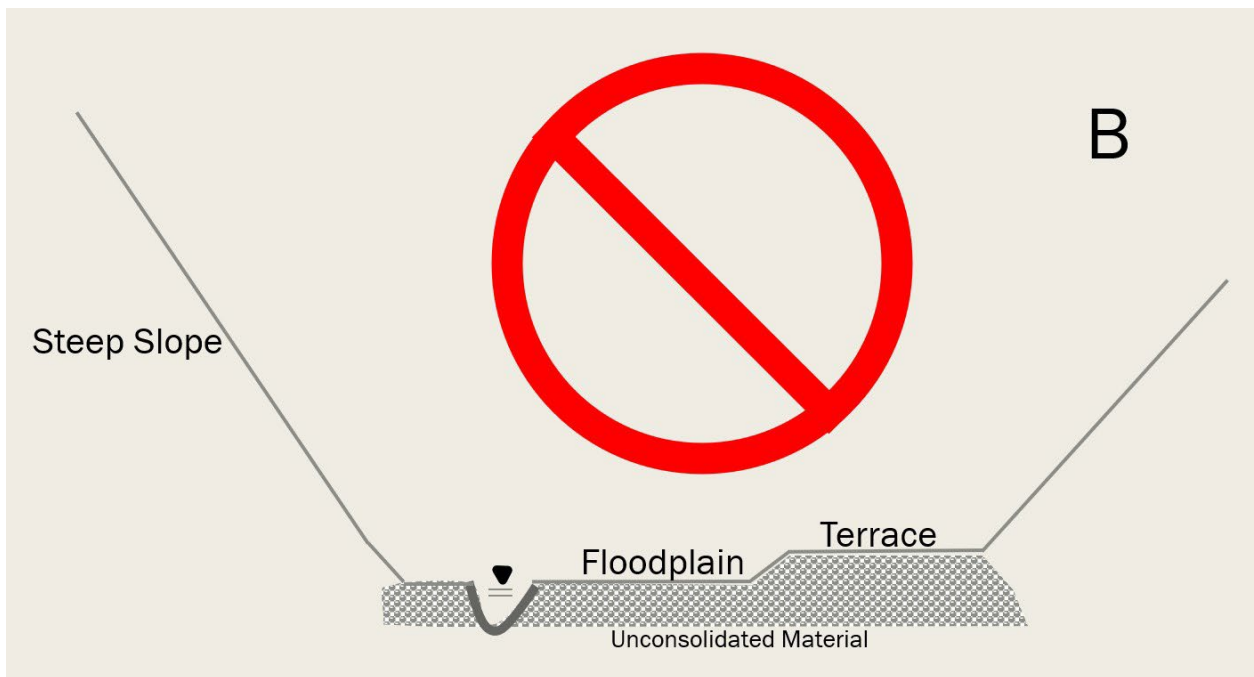 B
Steep Slope
Terrace
Floodplain
Unconsolidated Material